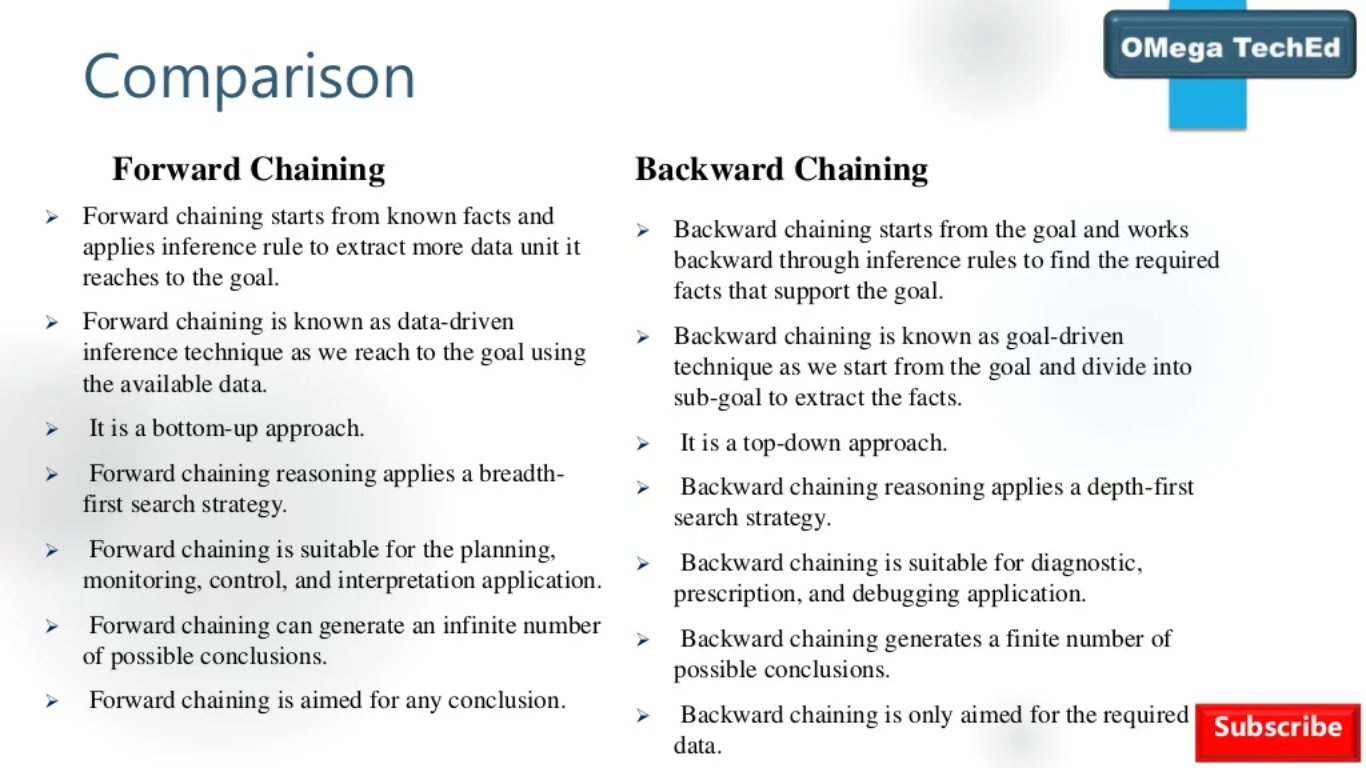 Comparison
OMega TechEd
Forward Chaining
➢ Forward chaining starts from known facts and
applies inference rule to extract more data unit it
reaches to the goal.
➢ Forward chaining is known as data-driven
inference technique as we reach to the goal using
the available data.
➢ It is a bottom-up approach.
➢ Forward chaining reasoning applies a breadth-
first search strategy.
➢ Forward chaining is suitable for the planning,
monitoring, control, and interpretation application.
➢ Forward chaining can generate an infinite number
of possible conclusions.
➢ Forward chaining is aimed for any conclusion.
Backward Chaining
➢ Backward chaining starts from the goal and works
backward through inference rules to find the required
facts that support the goal.
➢ Backward chaining is known as goal-driven
technique as we start from the goal and divide into
sub-goal to extract the facts.
➢ It is a top-down approach.
➢ Backward chaining reasoning applies a depth-first
search strategy.
➢ Backward chaining is suitable for diagnostic,
prescription, and debugging application.
➢ Backward chaining generates a finite number of
possible conclusions.
➢ Backward chaining is only aimed for the required
data.
Subscribe